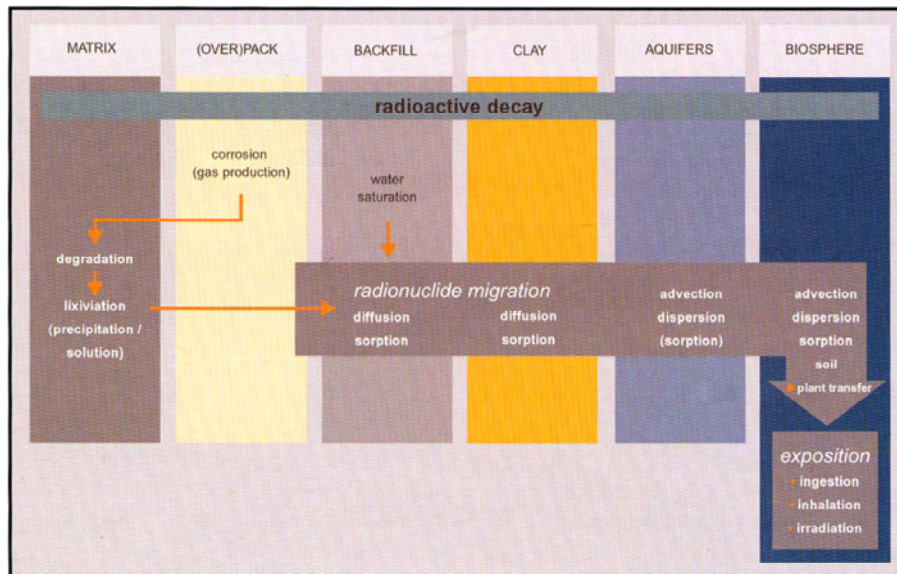 MATRIX
(OVER)PACK
BACKFILL
CLAY
AQUIFERS
BIOSPHERE
radioactive decay
corrosion
(gas production)
water
saturation
degradation
lixiviation
(precipitation /
solution)
radionuclide migration
diffusion
sorption
diffusion
sorption
advection
dispersion
(sorption)
advection
dispersion
sorption
soil
plant transfer
exposition
ingestion
inhalation
irradiation